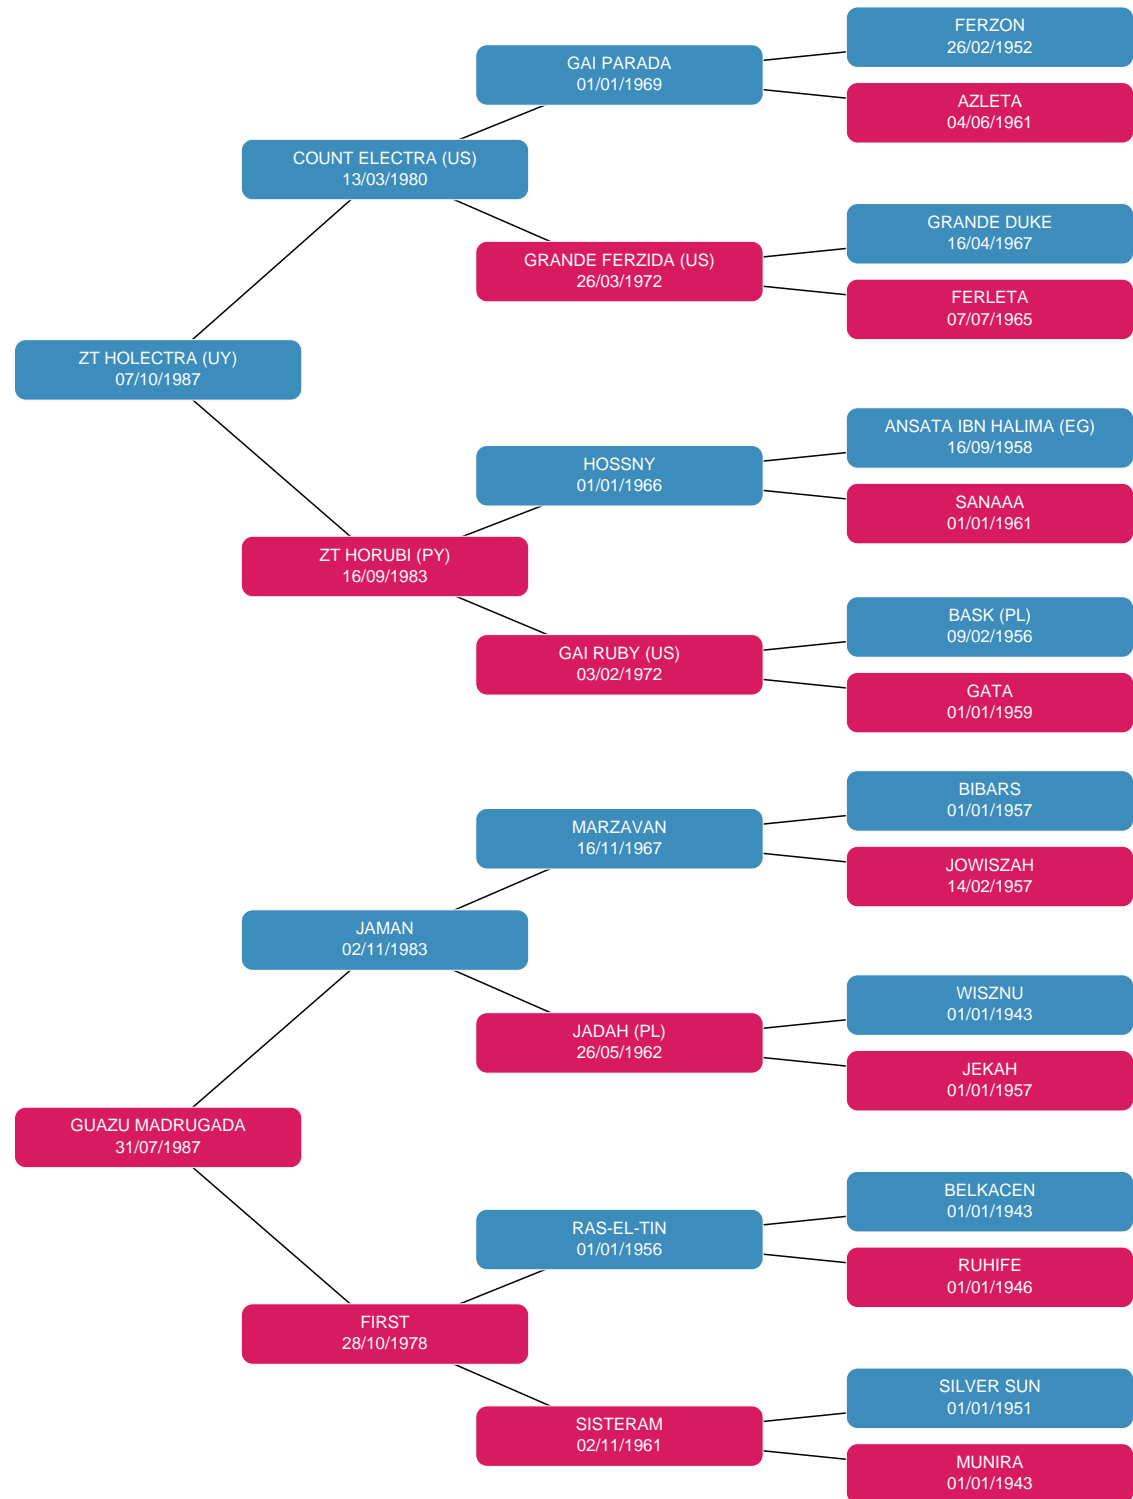 FERZON
26/02/1952
GAI PARADA
01/01/1969
AZLETA
04/06/1961
COUNT ELECTRA (US)
13/03/1980
GRANDE DUKE
16/04/1967
GRANDE FERZIDA (US)
26/03/1972
FERLETA
07/07/1965
ZT HOLECTRA (UY)
07/10/1987
ANSATA IBN HALIMA (EG)
16/09/1958
HOSSNY
01/01/1966
SANAAA
01/01/1961
ZT HORUBI (PY)
16/09/1983
BASK (PL)
09/02/1956
GAI RUBY (US)
03/02/1972
GATA
01/01/1959
BIBARS
01/01/1957
MARZAVAN
16/11/1967
JOWISZAH
14/02/1957
JAMAN
02/11/1983
WISZNU
01/01/1943
JADAH (PL)
26/05/1962
JEKAH
01/01/1957
GUAZU MADRUGADA
31/07/1987
BELKACEN
01/01/1943
RAS-EL-TIN
01/01/1956
RUHIFE
01/01/1946
FIRST
28/10/1978
SILVER SUN
01/01/1951
SISTERAM
02/11/1961
MUNIRA
01/01/1943